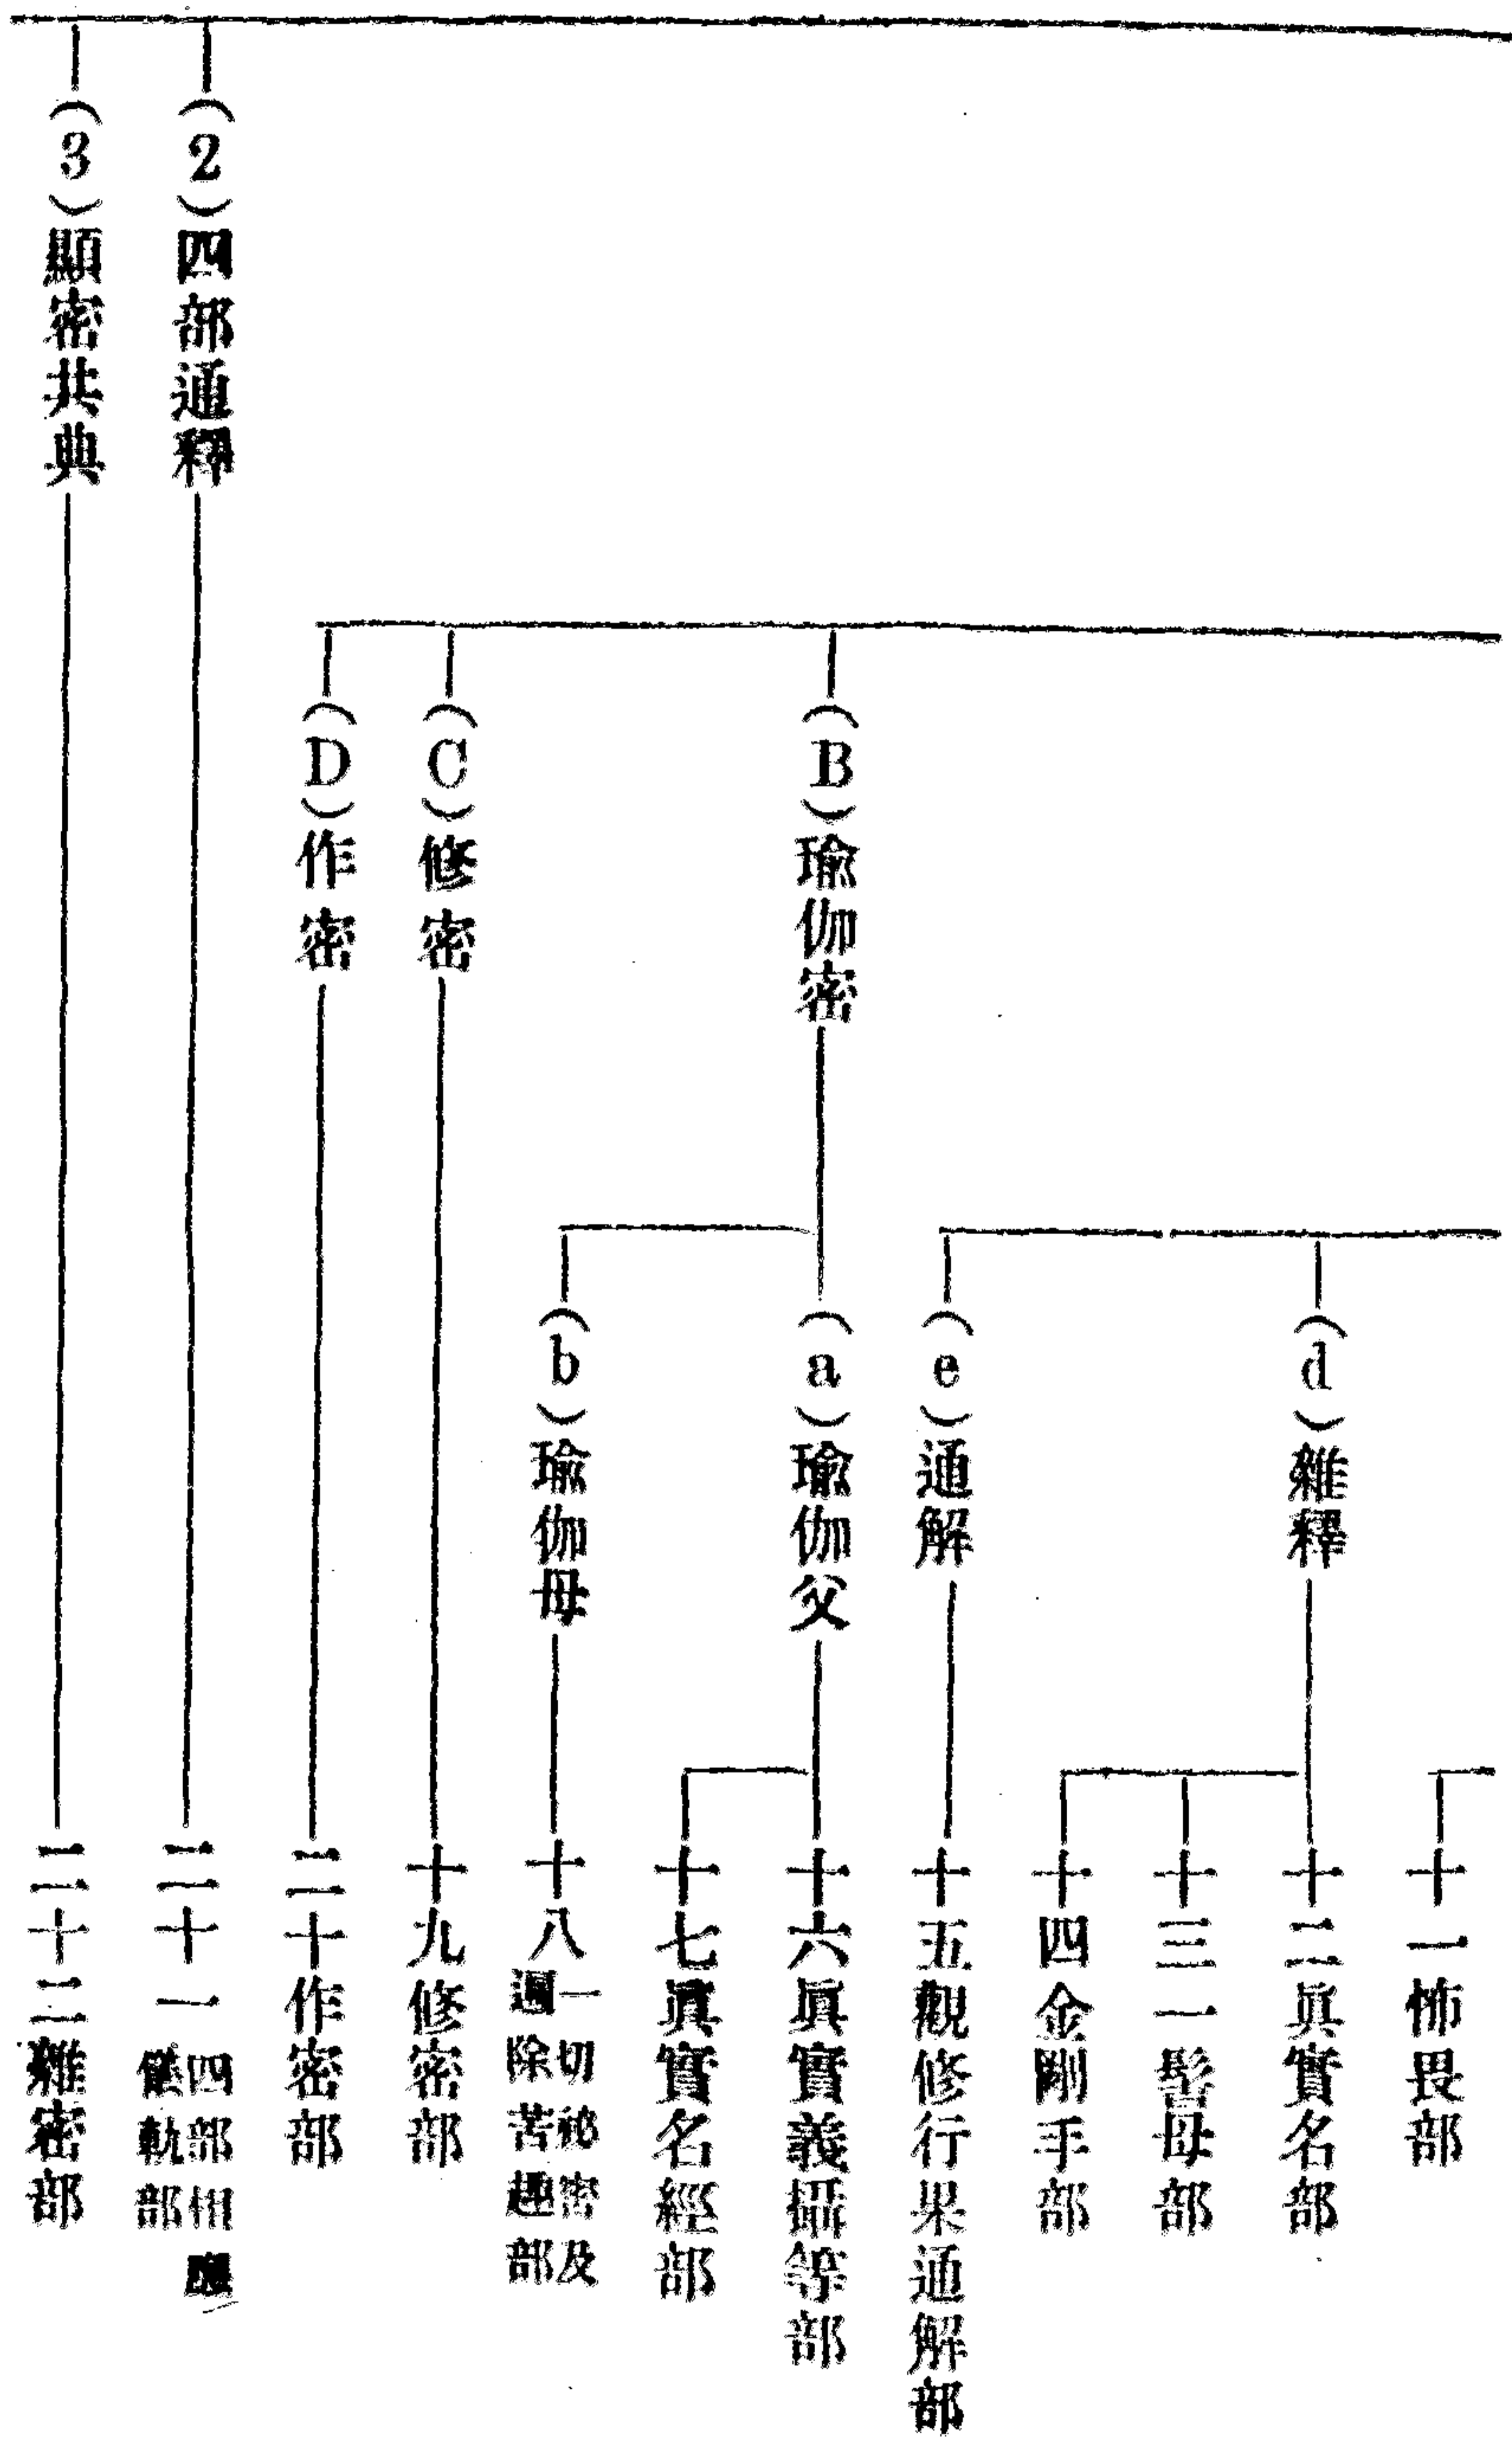 十一怖畏部
(d)雜釋
十二眞實名部
十三一髻母部
十四金剛手部
(e)通解
十五觀修行果通解部
(B)瑜伽密
(a)瑜伽父
十六眞實義攝等部
十七眞實名經部
(b)瑜伽母
十八一切祕密及
遍除苦趣部
(C)修密
十九修密部
(D)作密
二十作密部
(2)四部通釋
二十一四部相應
軌部
(3)顯密共典
二十二雜密部